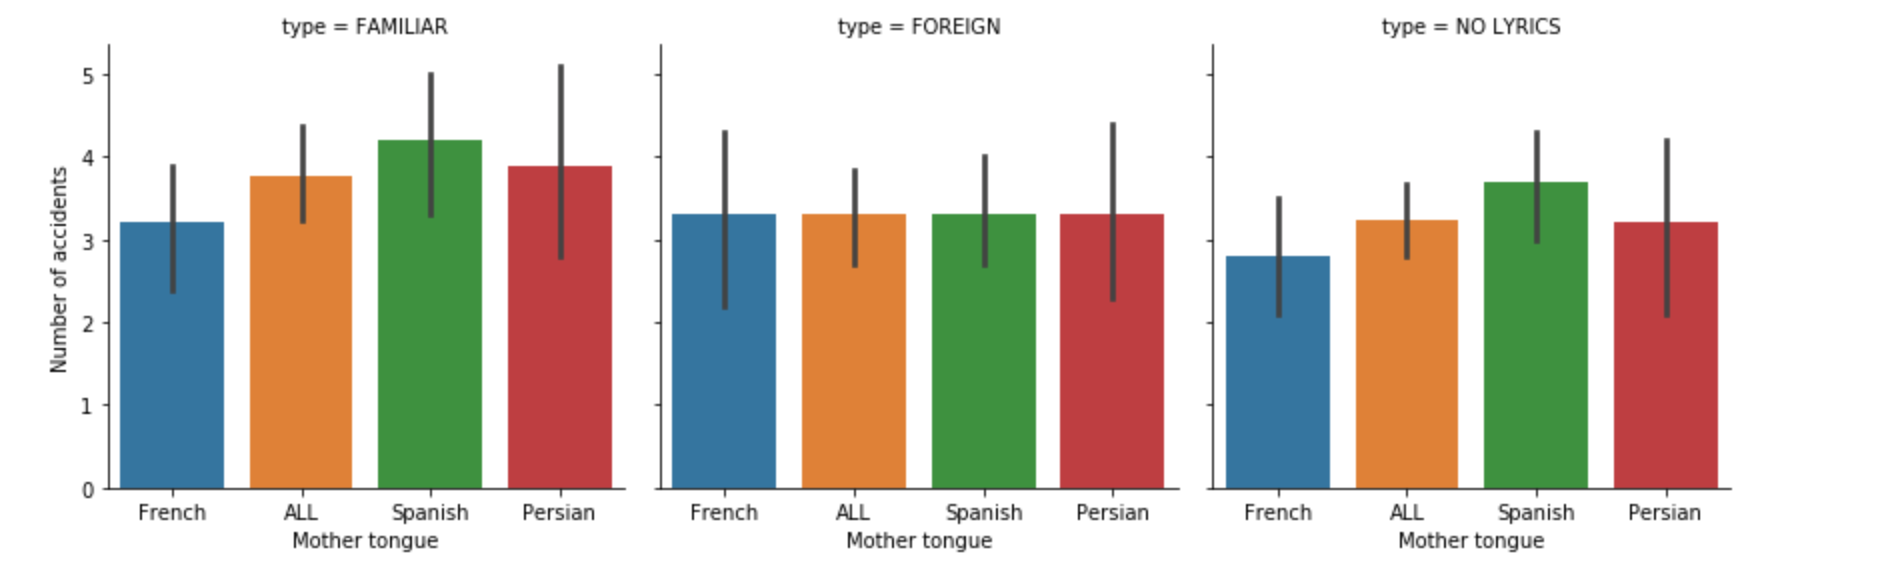 type = FAMILIAR
type = FOREIGN
type = NO LYRICS
Number of accidents
5
4
3
2
1
0
French ALL Spanish Persian
French ALL Spanish Persian
French ALL Spanish Persian
Mother tongue
Mother tongue
Mother tongue